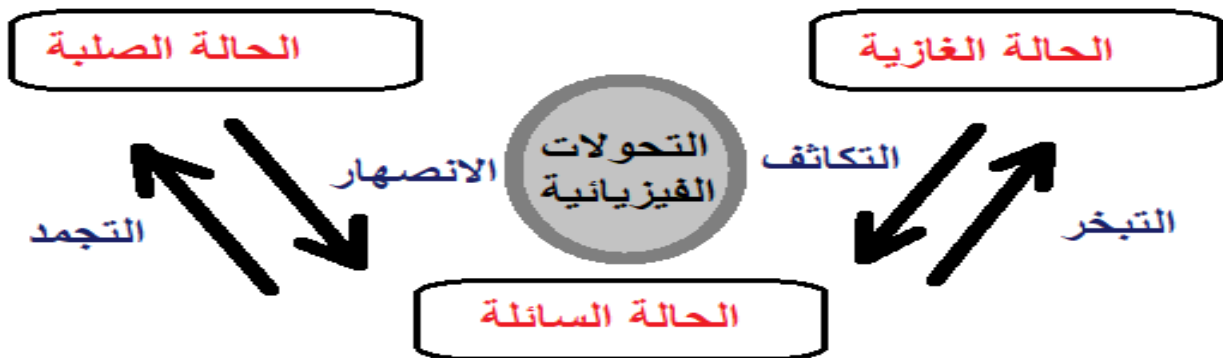 الحالة الغازية
الحالة الصلبة
التحولات
الفيزيائية
التكاثف
الانصهار
التبخر
التجمد
الحالة السائلة